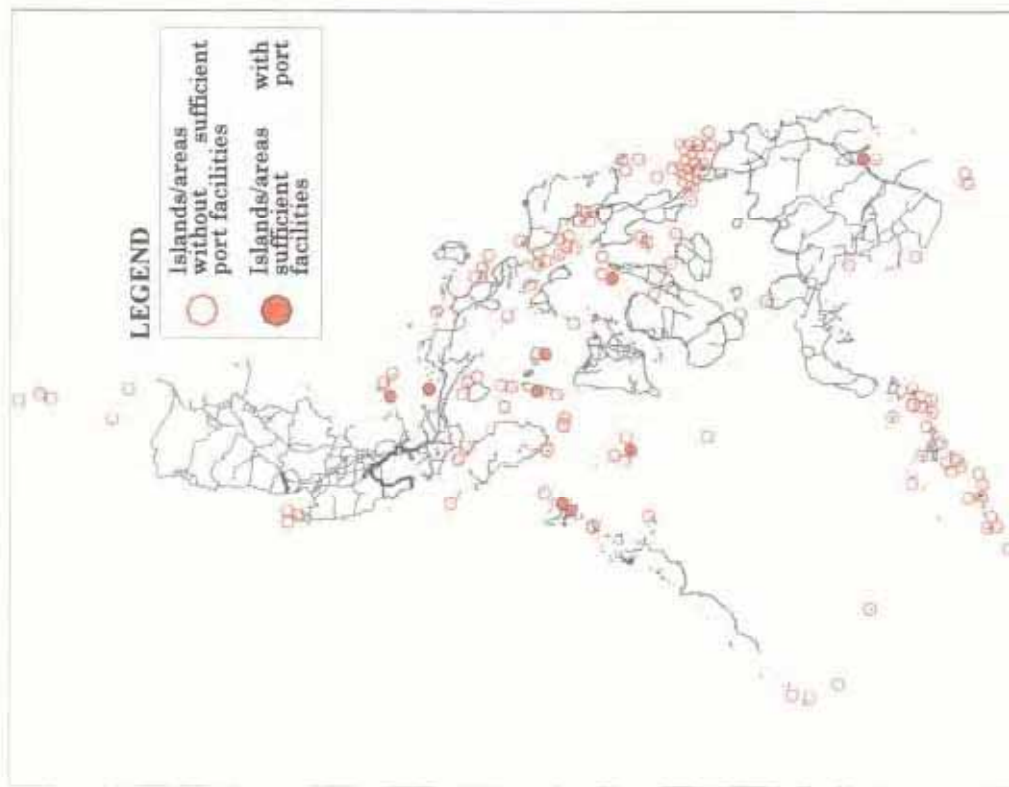 LEGEND
Islands/areas
without sufficient
port facilities
Islands/areas with
sufficient port
facilities